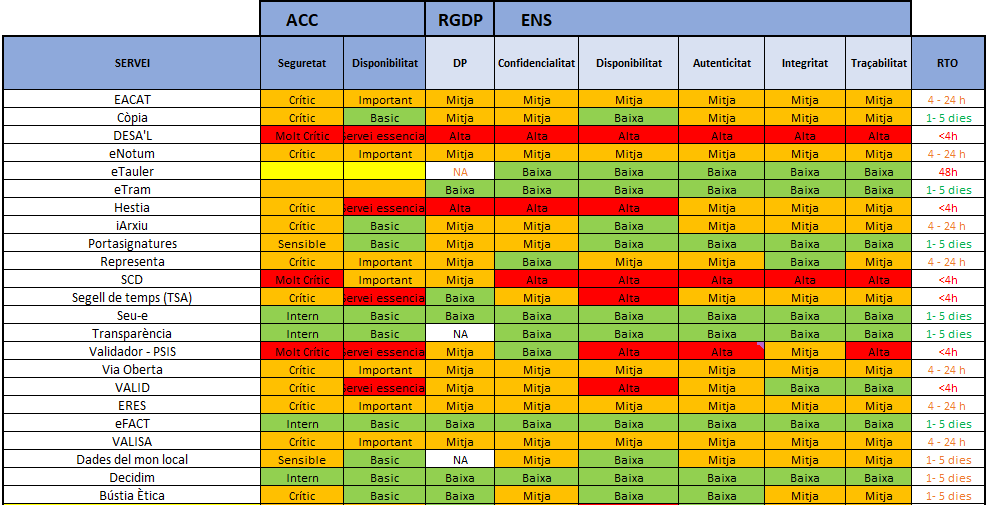 ACC RGDP ENS
SERVEI Seguretat Disponibilitat DP Confidencialitat Disponibilitat Autenticitat Integritat Traçabilitat RTO
EACAT Crític Important Mitja Mitja Mitja Mitja Mitja Mitja 4 - 24 h
Còpia Crític Basic Mitja Mitja Baixa Mitja Mitja Mitja 1- 5 dies
DESA'L Molt Crític Servei essencia Alta Alta Alta Alta Alta Alta <4h
eNotum Crític Important Mitja Mitja Mitja Mitja Mitja Mitja 4 - 24 h
eTauler NA Baixa Baixa Baixa Baixa Baixa 48h
eTram Baixa Baixa Baixa Baixa Baixa Baixa 1- 5 dies
Hestia Crític Servei essencia Alta Alta Alta Mitja Mitja Mitja <4h
iArxiu Crític Basic Mitja Mitja Baixa Mitja Mitja Mitja 4 - 24 h
Portasignatures Sensible Basic Mitja Mitja Baixa Baixa Baixa Baixa 1- 5 dies
Representa Crític Important Mitja Baixa Mitja Mitja Baixa Mitja 4 - 24 h
SCD Molt Crític Important Mitja Alta Alta Alta Alta Alta <4h
Segell de temps (TSA) Crític Servei essencia Baixa Mitja Alta Mitja Mitja Mitja <4h
Seu-e Intern Basic Baixa Baixa Baixa Baixa Baixa Baixa 1- 5 dies
Transparència Intern Basic NA Baixa Baixa Baixa Baixa Baixa 1- 5 dies
Validador - PSIS Molt Crític Servei essencia Mitja Baixa Alta Alta Mitja Alta <4h
Via Oberta Crític Important Mitja Mitja Mitja Mitja Mitja Mitja 4 - 24 h
VALID Crític Servei essencia Mitja Mitja Alta Mitja Baixa Baixa <4h
ERES Crític Important Mitja Mitja Mitja Mitja Mitja Mitja 4 - 24 h
eFACT Intern Basic Baixa Baixa Baixa Baixa Baixa Baixa 1- 5 dies
VALISA Crític Important Mitja Mitja Mitja Mitja Mitja Mitja 4 - 24 h
Dades del mon local Sensible Basic NA Mitja Baixa Mitja Mitja Mitja 1- 5 dies
Decidim Intern Basic Baixa Baixa Baixa Baixa Baixa Baixa 1- 5 dies
Bústia Ètica Crític Basic Baixa Mitja Baixa Baixa Mitja Mitja 1- 5 dies